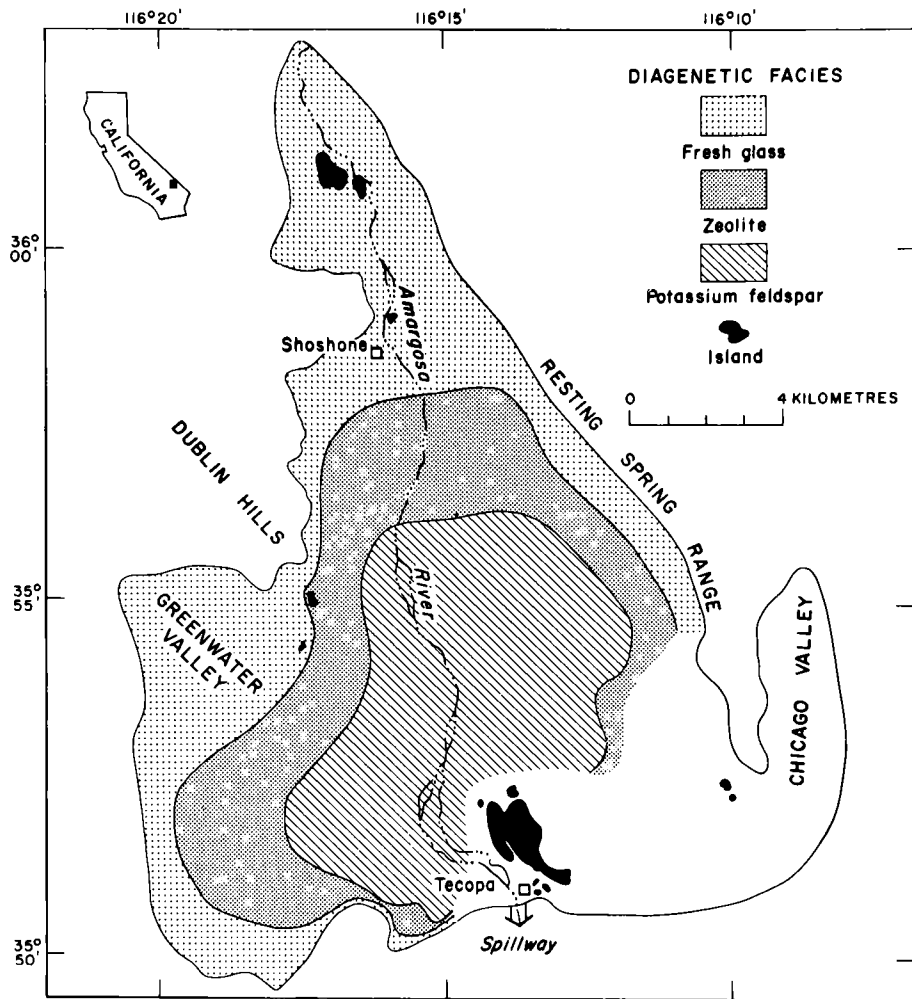 116°20'
116°15'
116°10'
CALIFORNIA
DIAGENETIC FACIES
Fresh glass
Zeolite
Potassium feldspar
Island
0 4 KILOMETRES
36°
00'
Amargosa
Shoshone
RESTING SPRING RANGE
DUBLIN HILLS
35°
55'
River
GREENWATER
VALLEY
CHICAGO VALLEY
Tecopa
Spillway
35°
50'